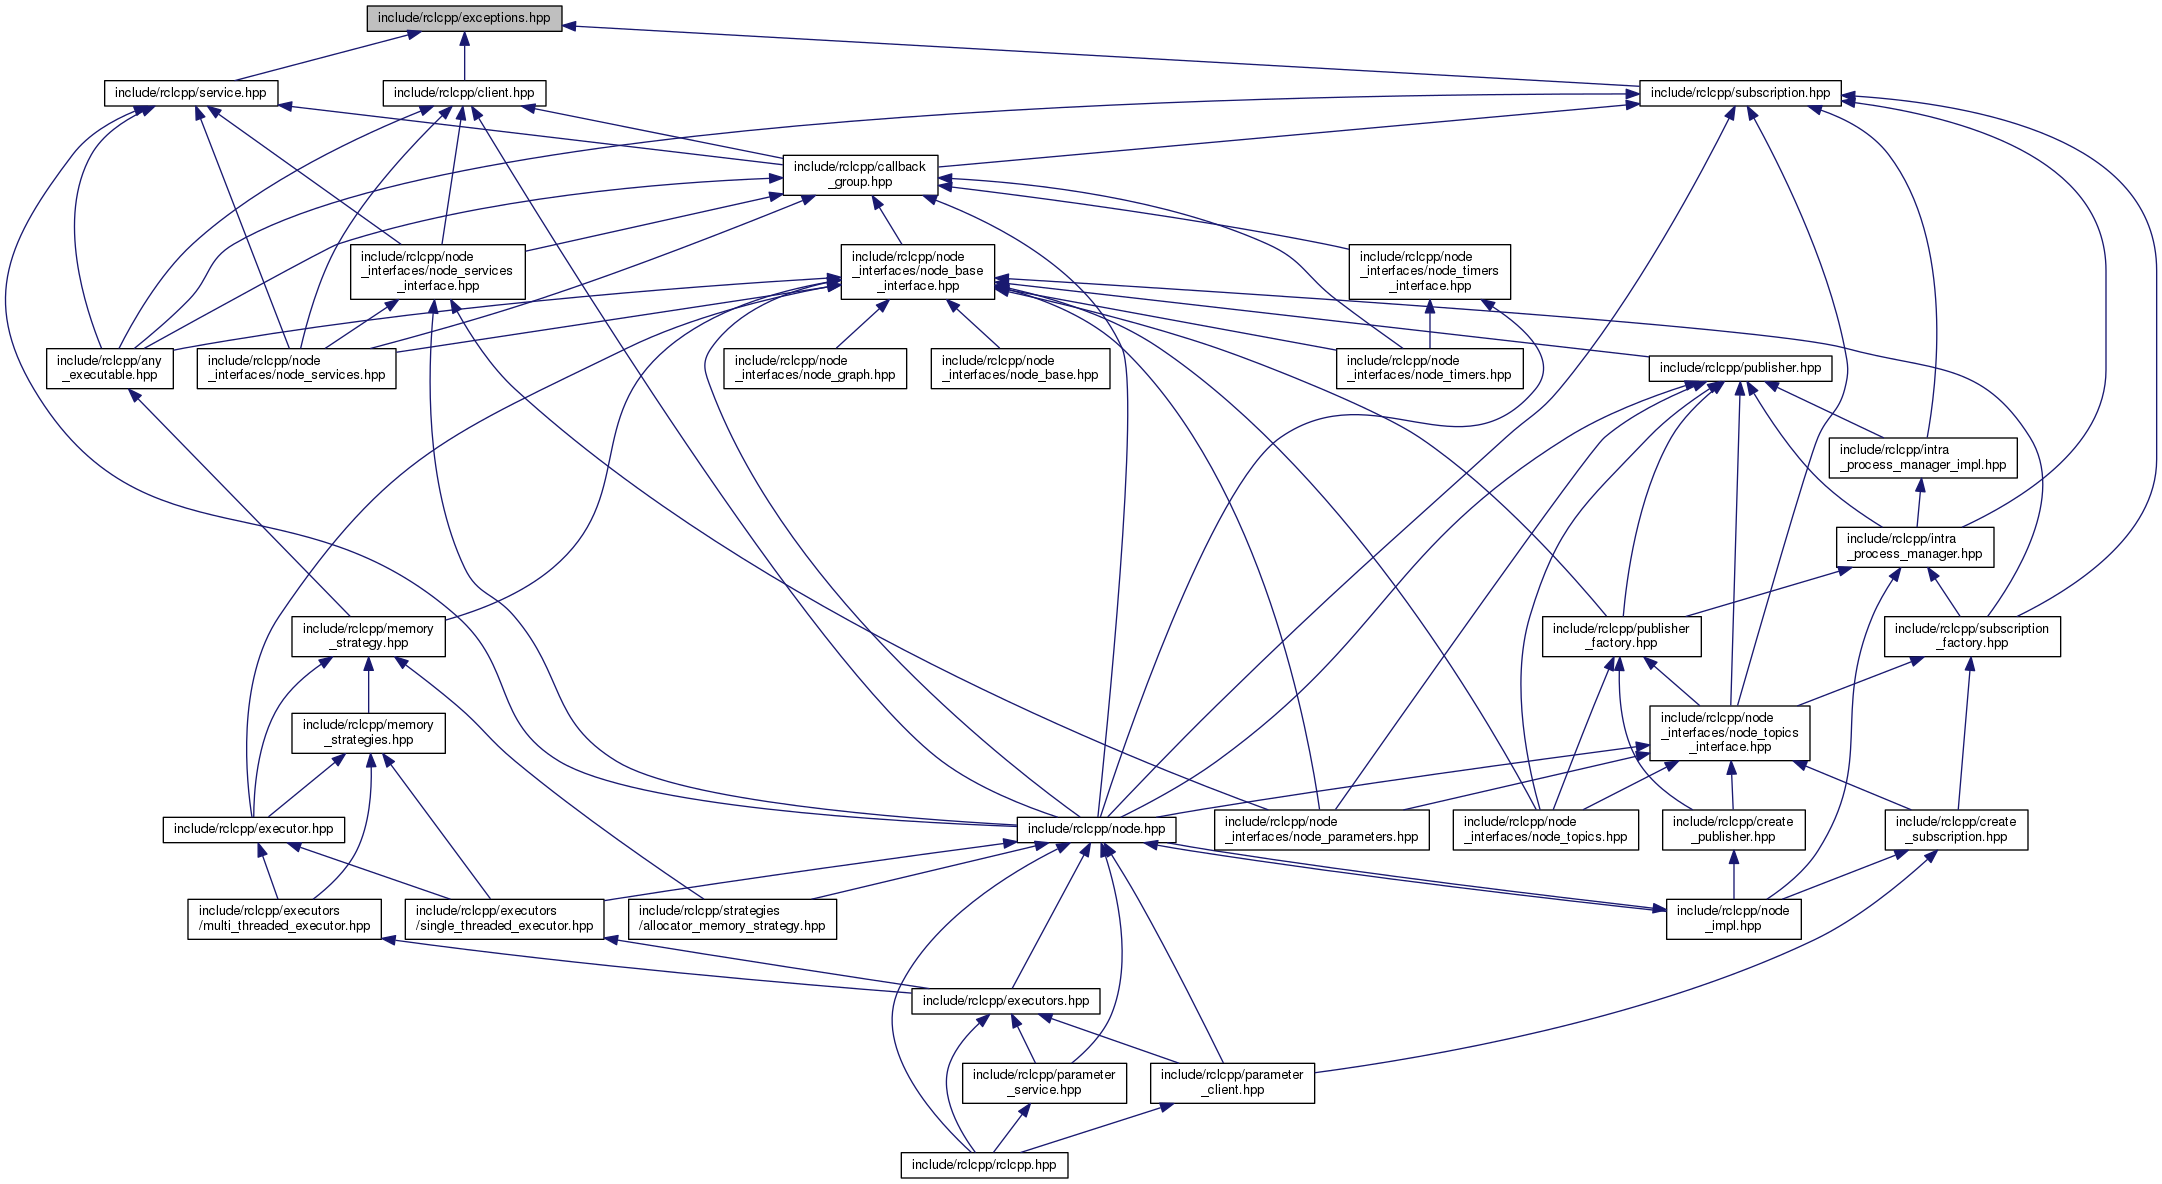 include/rclcpp/exceptions.hpp
include/rclcpp/service.hpp
include/rclcpp/client.hpp
include/rclcpp/subscription.hpp
include/rclcpp/callback
_group.hpp
include/rclcpp/node
_interfaces/node_services
_interface.hpp
include/rclcpp/node
_interfaces/node_base
_interface.hpp
include/rclcpp/node
_interfaces/node_timers
_interface.hpp
include/rclcpp/any
_executable.hpp
include/rclcpp/node
_interfaces/node_services.hpp
include/rclcpp/node
_interfaces/node_graph.hpp
include/rclcpp/node
_interfaces/node_base.hpp
include/rclcpp/node
_interfaces/node_timers.hpp
include/rclcpp/publisher.hpp
include/rclcpp/intra
_process_manager_impl.hpp
include/rclcpp/intra
_process_manager.hpp
include/rclcpp/memory
_strategy.hpp
include/rclcpp/publisher
_factory.hpp
include/rclcpp/subscription
_factory.hpp
include/rclcpp/memory
_strategies.hpp
include/rclcpp/node
_interfaces/node_topics
_interface.hpp
include/rclcpp/executor.hpp
include/rclcpp/node.hpp
include/rclcpp/node
_interfaces/node_parameters.hpp
include/rclcpp/node
_interfaces/node_topics.hpp
include/rclcpp/create
_publisher.hpp
include/rclcpp/create
_subscription.hpp
include/rclcpp/executors
/multi_threaded_executor.hpp
include/rclcpp/executors
/single_threaded_executor.hpp
include/rclcpp/strategies
/allocator_memory_strategy.hpp
include/rclcpp/node
_impl.hpp
include/rclcpp/executors.hpp
include/rclcpp/parameter
_service.hpp
include/rclcpp/parameter
_client.hpp
include/rclcpp/rclcpp.hpp